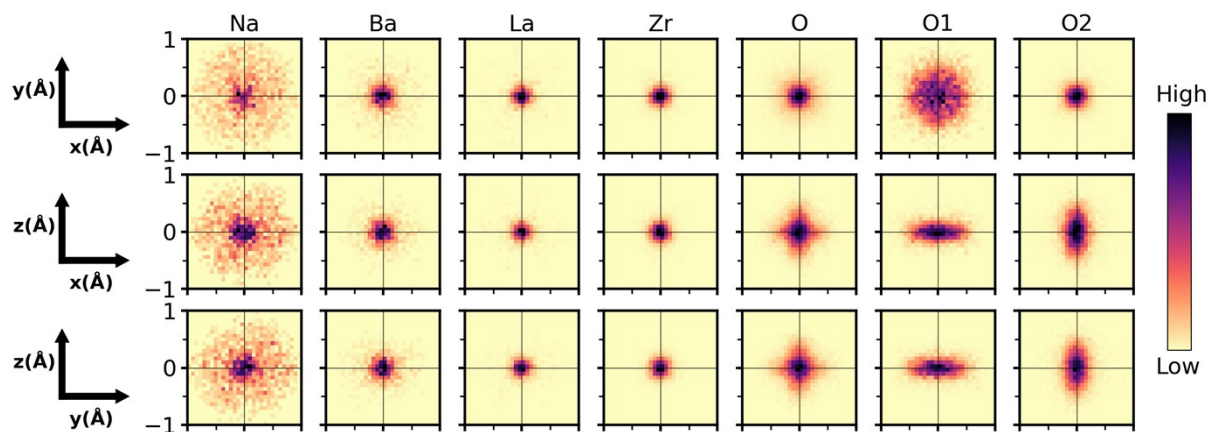 Na Ba La Zr O O1 O2
1
y(Å) 0
x(Å)
−1
1
z(Å) 0
x(Å)
−1
1
z(Å) 0
y(Å)
−1
High
Low